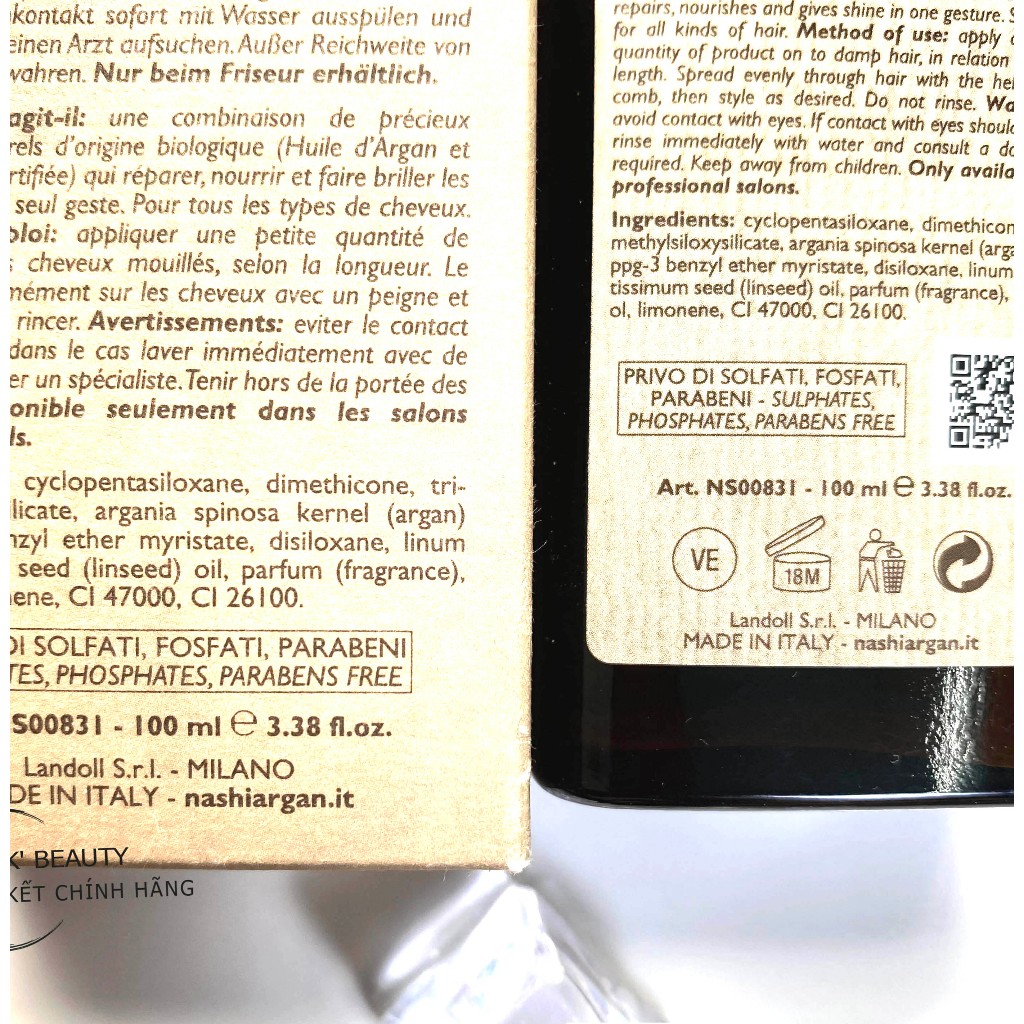 kontakt sofort mit Wasser ausspülen und
einen Arzt aufsuchen. Außer Reichweite von
wahren. Nur beim Friseur erhältlich.
agit-il: une combinaison de précieux
rels d'origine biologique (Huile d'Argan et
rtifiée) qui réparer, nourrir et faire briller les
seul geste. Pour tous les types de cheveux.
ploi: appliquer une petite quantité de
s cheveux mouillés, selon la longueur. Le
mément sur les cheveux avec un peigne et
rincer. Avertissements: eviter le contact
dans le cas laver immédiatement avec de
er un spécialiste. Tenir hors de la portée des
onible seulement dans les salons
ls.
cyclopentasiloxane, dimethicone, tri-
licate, argania spinosa kernel (argan)
nzyl ether myristate, disiloxane, linum
seed (linseed) oil, parfum (fragrance),
ene, CI 47000, CI 26100.
DI SOLFATI, FOSFATI, PARABENI
TES, PHOSPHATES, PARABENS FREE
S00831 - 100 ml ℮ 3.38 fl.oz.
Landoll S.r.l. - MILANO
DE IN ITALY - nashiargan.it
K' BEAUTY
KẾT CHÍNH HÃNG
repairs, nourishes and gives shine in one gesture. S
for all kinds of hair. Method of use: apply
quantity of product on to damp hair, in relation
length. Spread evenly through hair with the hel
comb, then style as desired. Do not rinse. Wa
avoid contact with eyes. If contact with eyes shoul
rinse immediately with water and consult a do
required. Keep away from children. Only availa
professional salons.
Ingredients: cyclopentasiloxane, dimethicon
methylsiloxysilicate, argania spinosa kernel (arga
ppg-3 benzyl ether myristate, disiloxane, linum
tissimum seed (linseed) oil, parfum (fragrance),
ol, limonene, CI 47000, CI 26100.
PRIVO DI SOLFATI, FOSFATI,
PARABENI - SULPHATES,
PHOSPHATES, PARABENS FREE
Art. NS00831 - 100 ml ℮ 3.38 fl.oz.
VE
18M
Landoll S.r.l. - MILANO
MADE IN ITALY - nashiargan.it